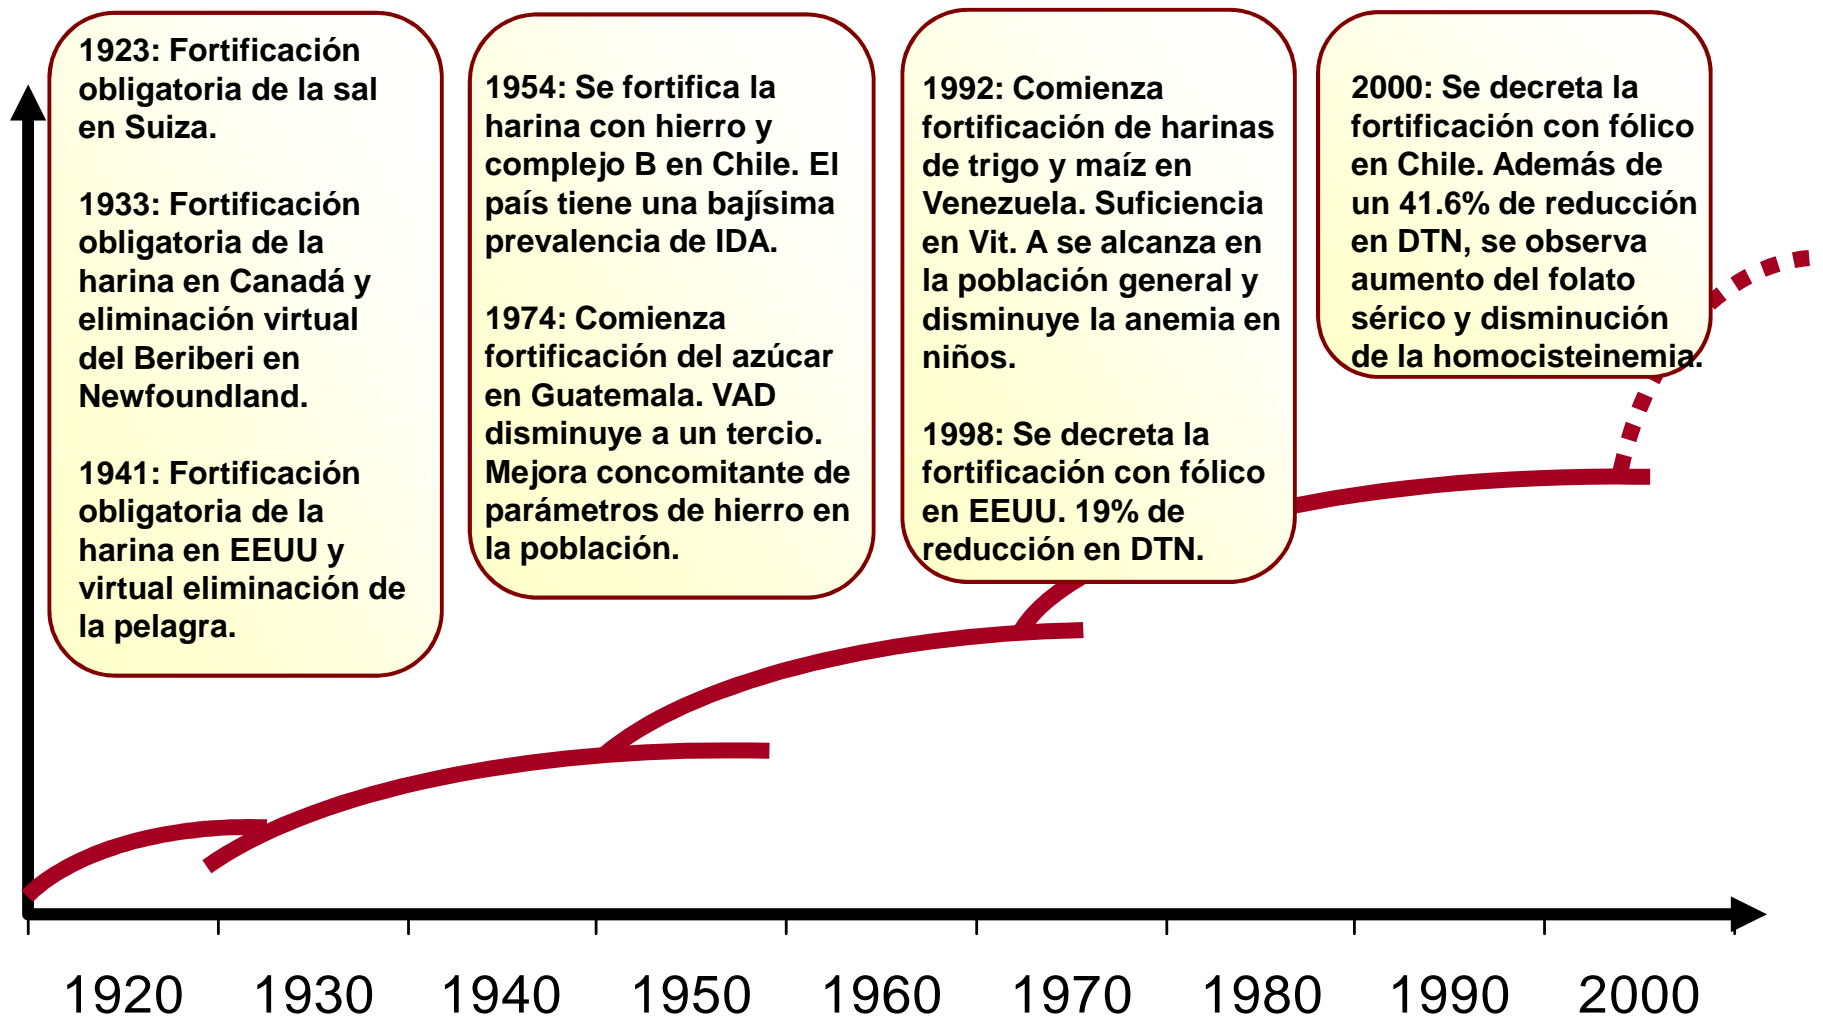 1923: Fortificación
obligatoria de la sal
en Suiza.
1933: Fortificación
obligatoria de la
harina en Canadá y
eliminación virtual
del Beriberi en
Newfoundland.
1941: Fortificación
obligatoria de la
harina en EEUU y
virtual eliminación de
la pelagra.
1954: Se fortifica la
harina con hierro y
complejo B en Chile. El
país tiene una bajísima
prevalencia de IDA.
1974: Comienza
fortificación del azúcar
en Guatemala. VAD
disminuye a un tercio.
Mejora concomitante de
parámetros de hierro en
la población.
1992: Comienza
fortificación de harinas
de trigo y maíz en
Venezuela. Suficiencia
en Vit. A se alcanza en
la población general y
disminuye la anemia en
niños.
1998: Se decreta la
fortificación con fólico
en EEUU. 19% de
reducción en DTN.
2000: Se decreta la
fortificación con fólico
en Chile. Además de
un 41.6% de reducción
en DTN, se observa
aumento del folato
sérico y disminución
de la homocisteinemia.
1920 1930 1940 1950 1960 1970 1980 1990 2000